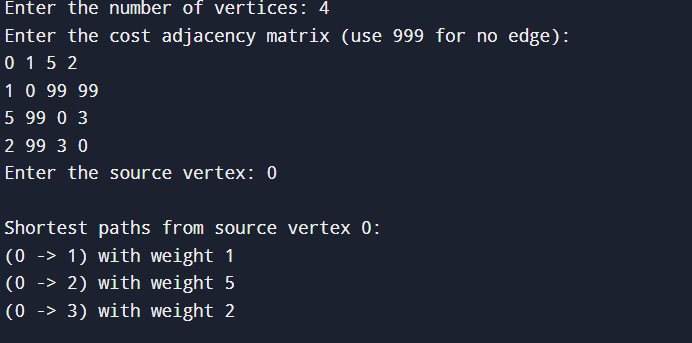 Enter the number of vertices: 4
Enter the cost adjacency matrix (use 999 for no edge):
0 1 5 2
1 0 99 99
5 99 0 3
2 99 3 0
Enter the source vertex: 0
Shortest paths from source vertex 0:
(0 -> 1) with weight 1
(0 -> 2) with weight 5
(0 -> 3) with weight 2